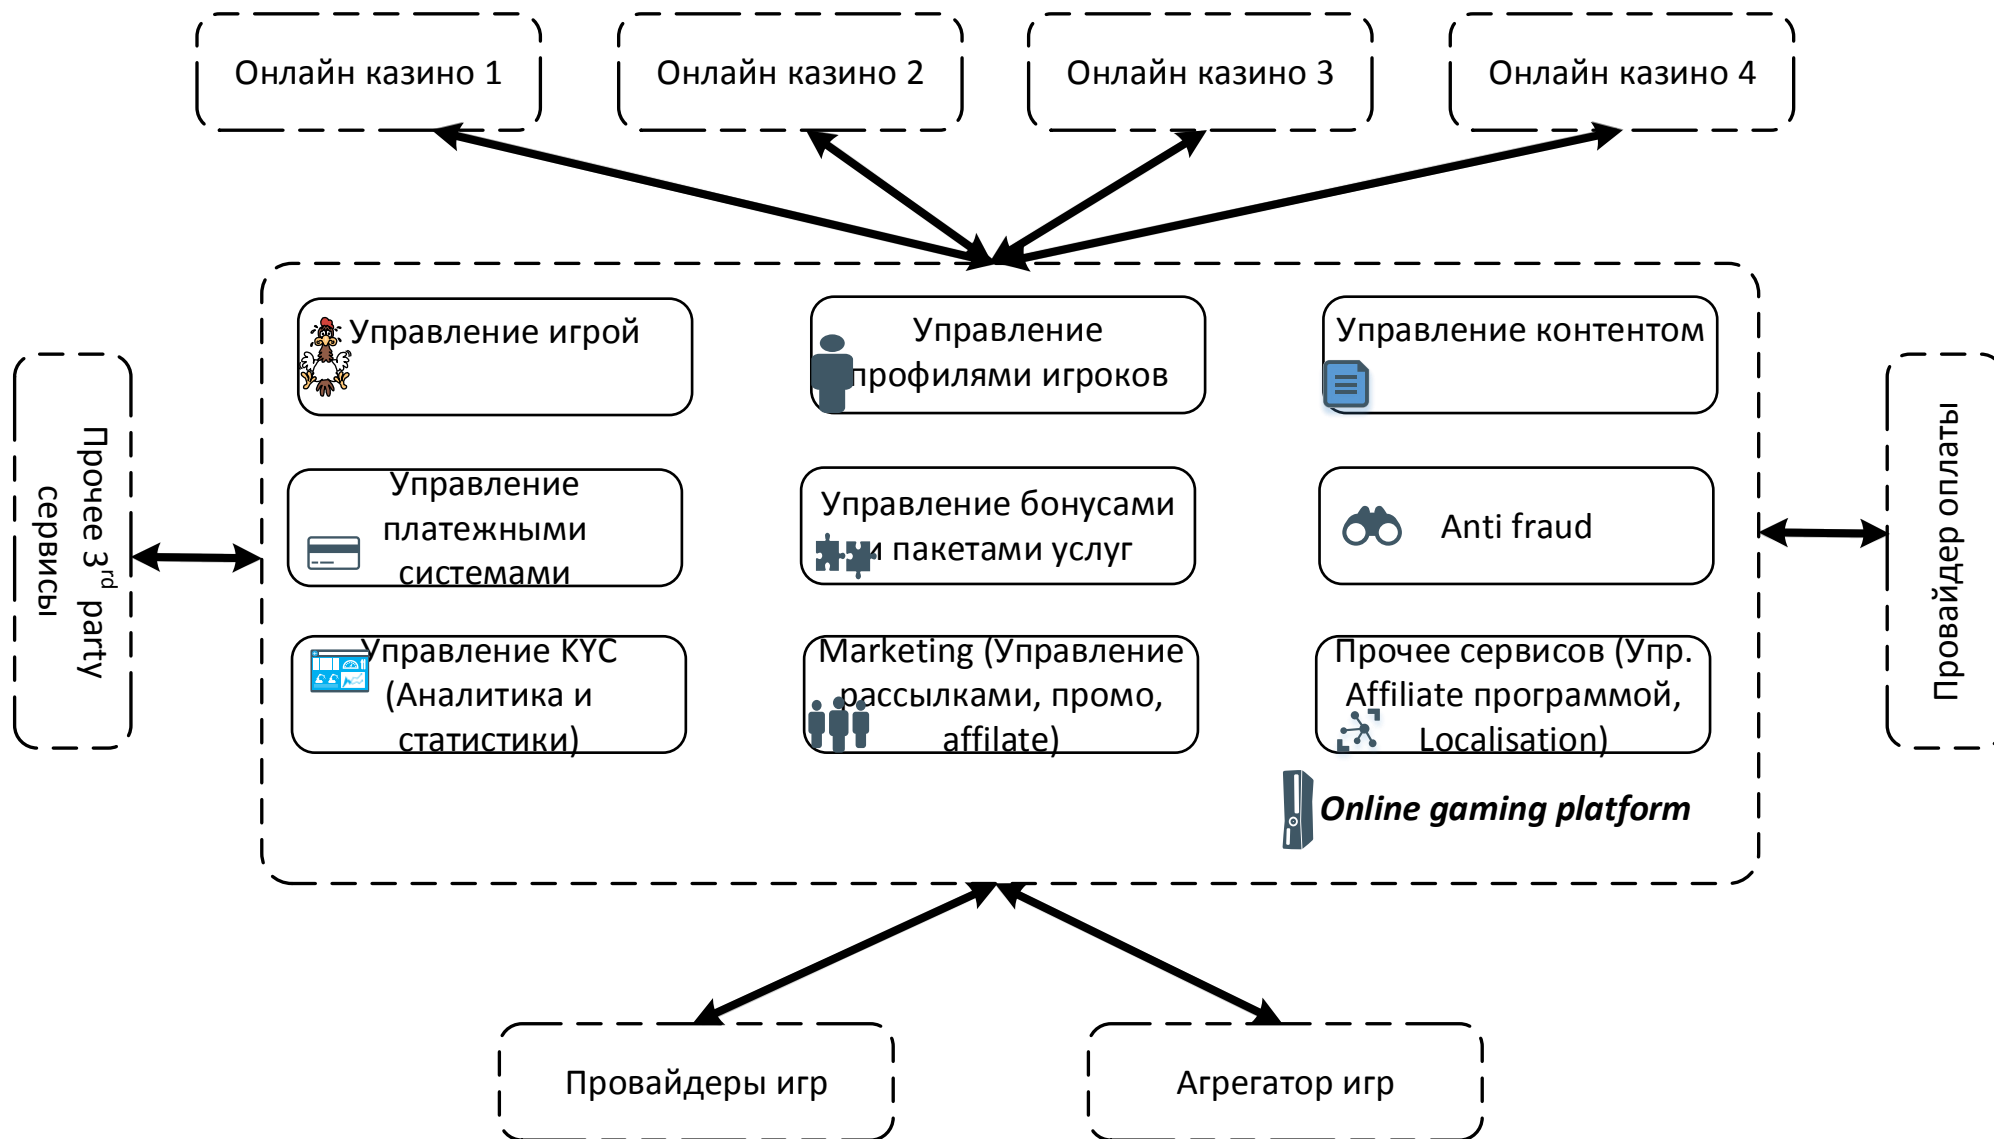 Онлайн казино 1
Онлайн казино 2
Онлайн казино 3
Онлайн казино 4
Управление игрой
Управление
профилями игроков
Управление контентом
Прочее 3rd party
сервисы
Управление
платежными
системами
Управление бонусами
и пакетами услуг
Anti fraud
Провайдер оплаты
Управление KYC
(Аналитика и
статистики)
Marketing (Управление
рассылками, промо,
affilate)
Прочее сервисов (Упр.
Affiliate программой,
Localisation)
Online gaming platform
Провайдеры игр
Агрегатор игр